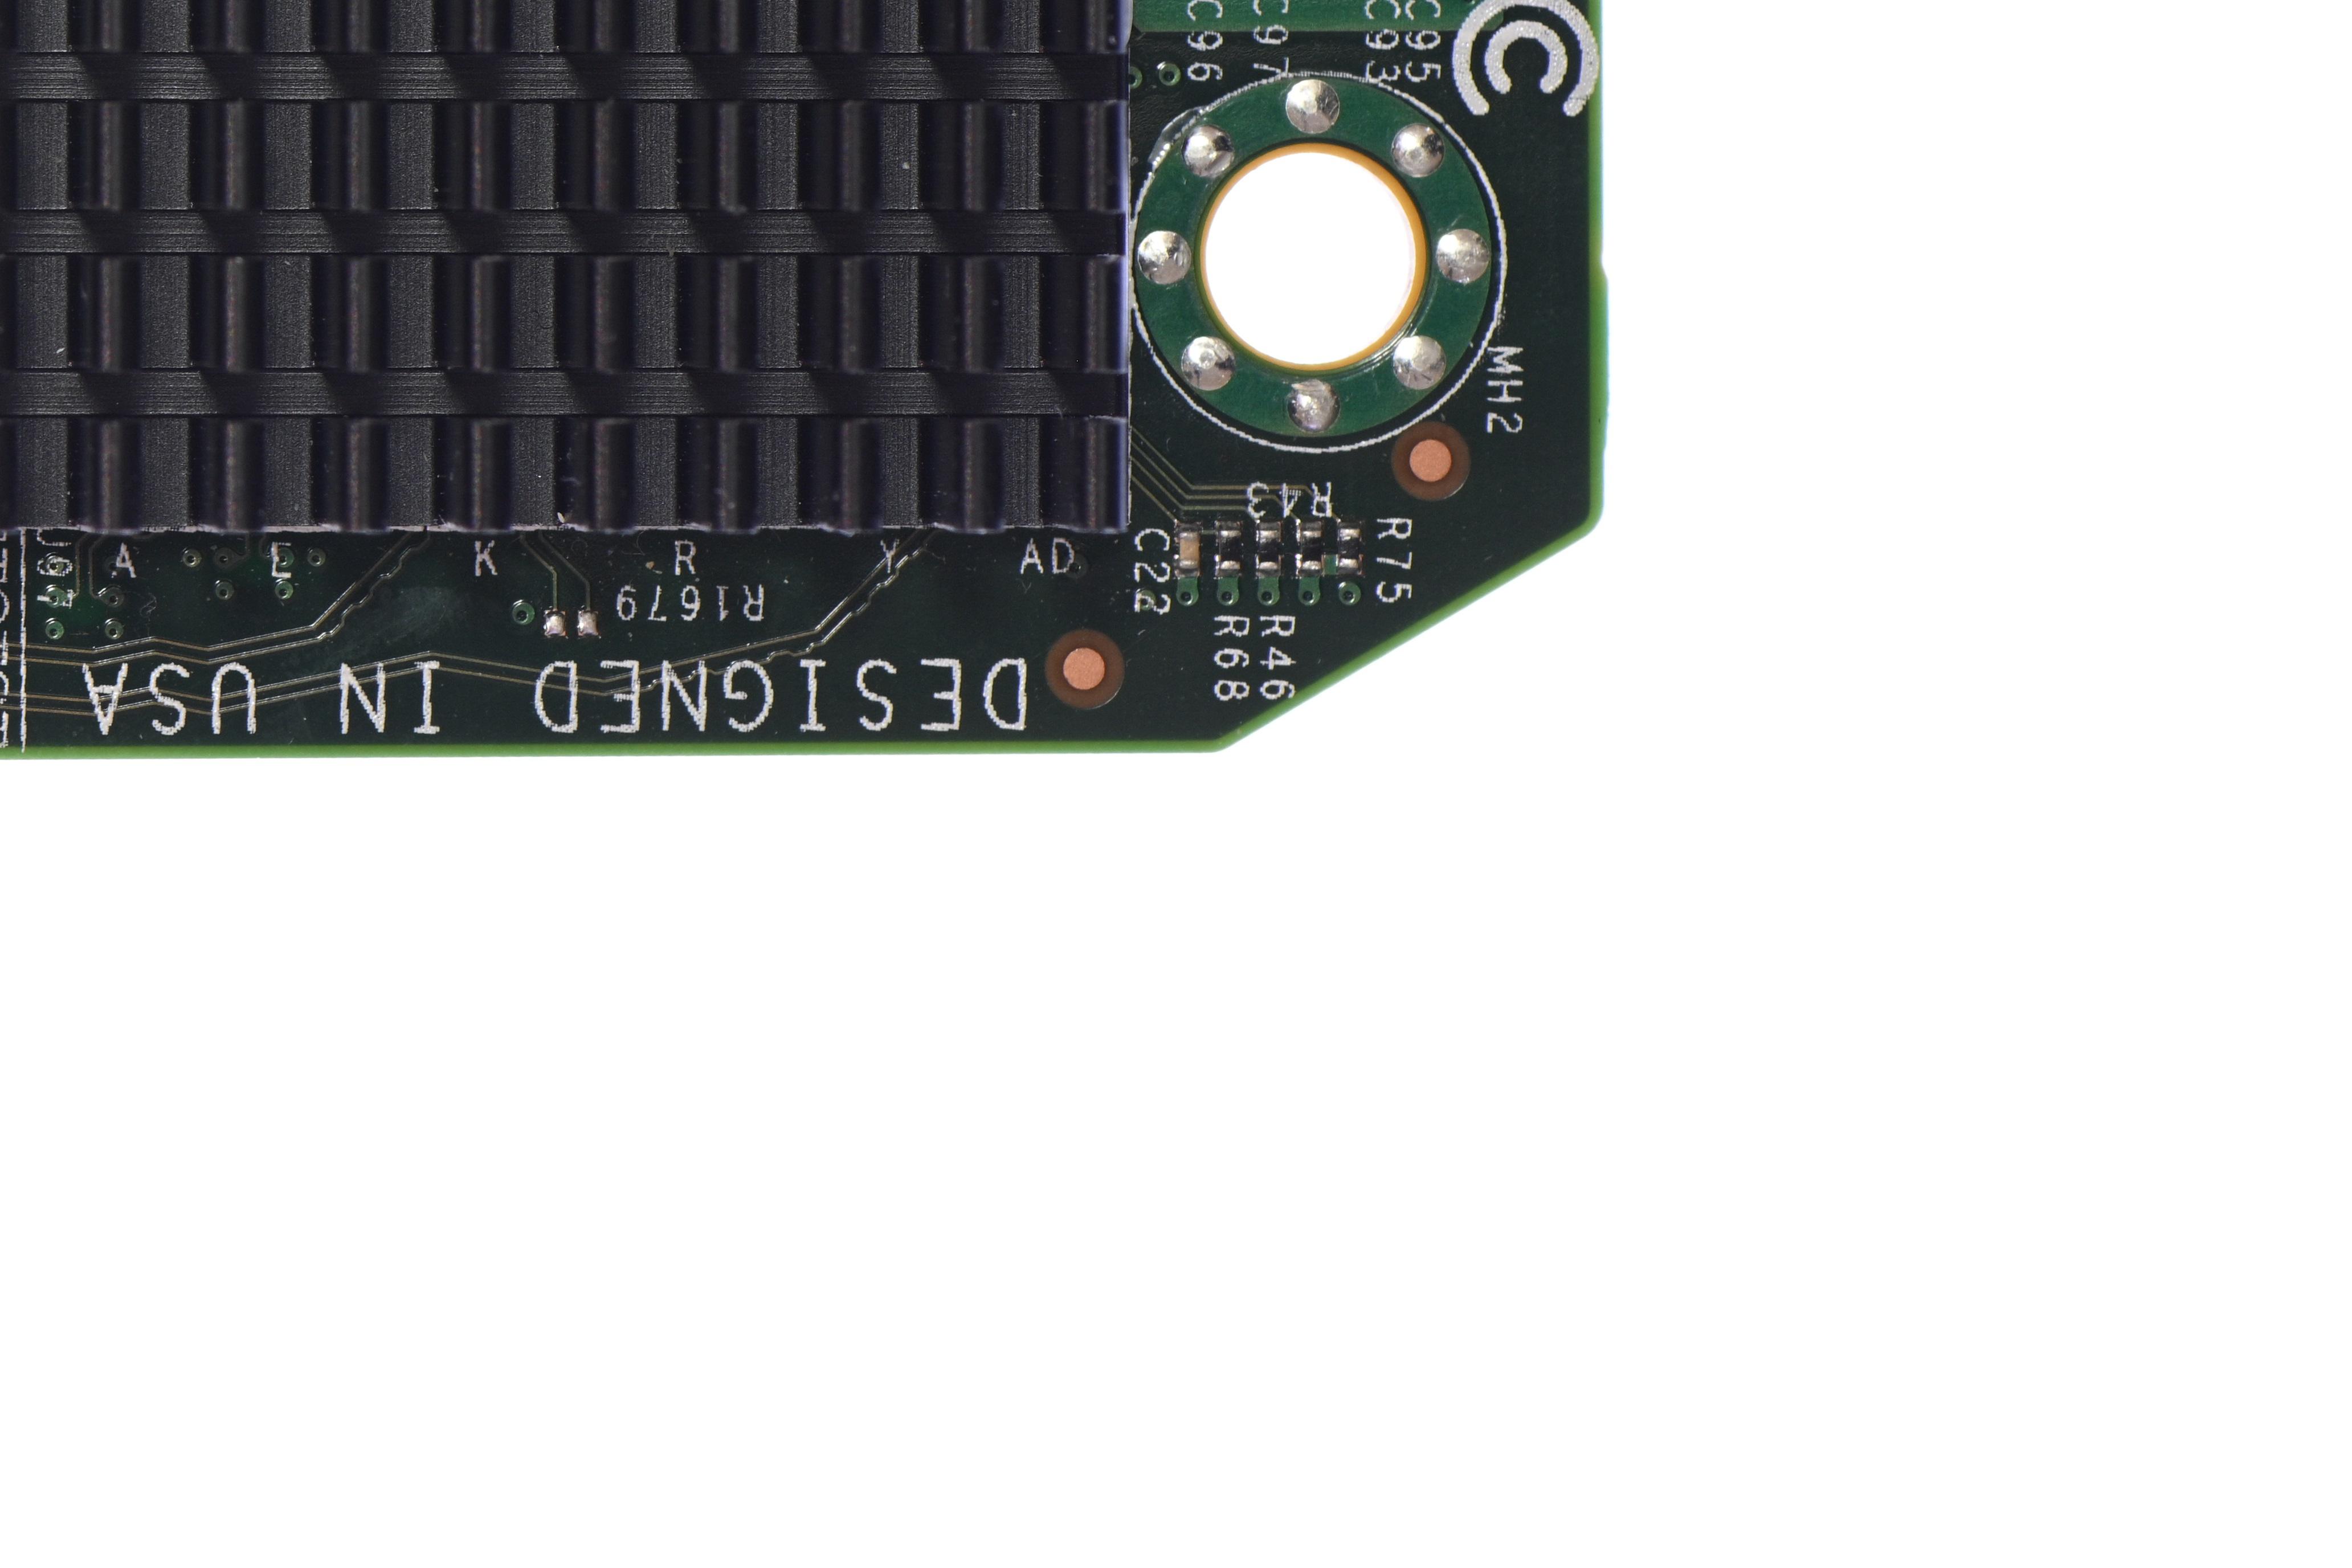 C96
C97
C93
C95
MH2
R43
C22
R75
A
E
K
R
Y
AD
R1679
R68
R46
DESIGNED IN USA